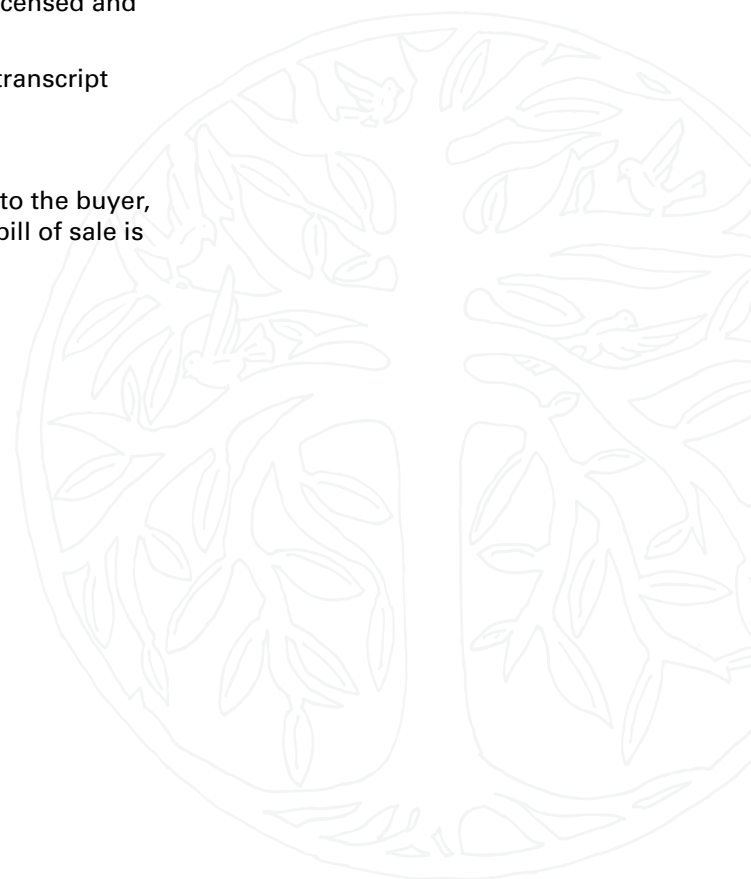 censed and
transcript
to the buyer,
bill of sale is